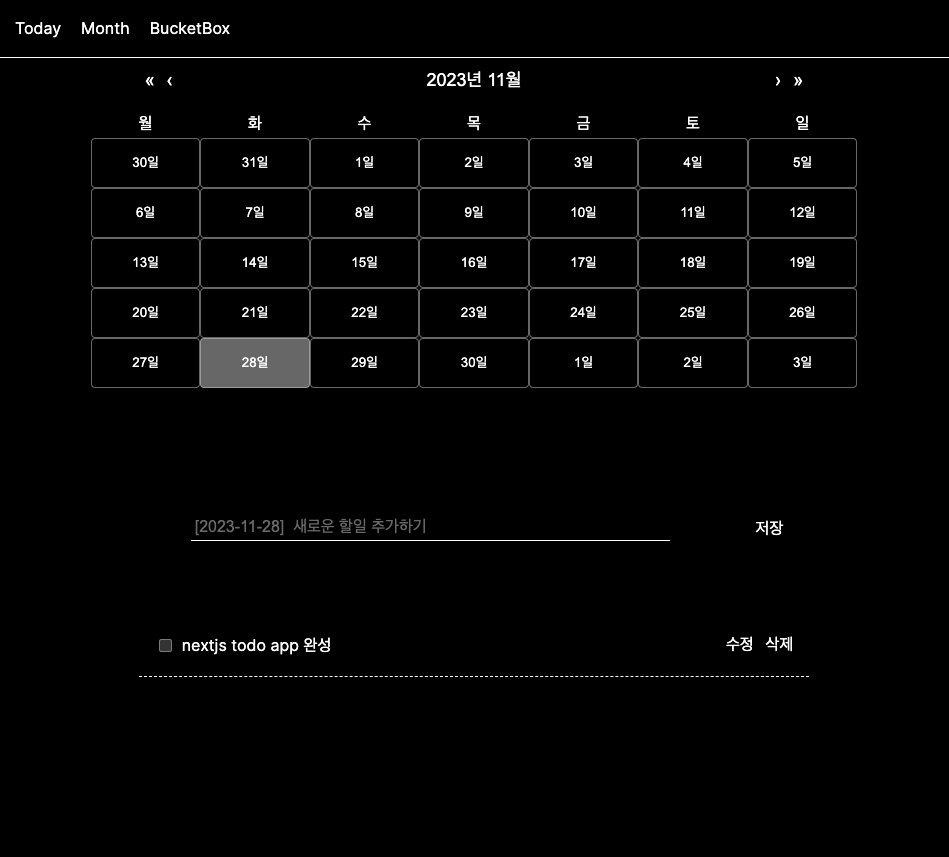 Today Month BucketBox
« ‹ 2023년 11월 › »
월 화 수 목 금 토 일
30일 31일 1일 2일 3일 4일 5일
6일 7일 8일 9일 10일 11일 12일
13일 14일 15일 16일 17일 18일 19일
20일 21일 22일 23일 24일 25일 26일
27일 28일 29일 30일 1일 2일 3일
[2023-11-28] 새로운 할일 추가하기 저장
nextjs todo app 완성 수정 삭제